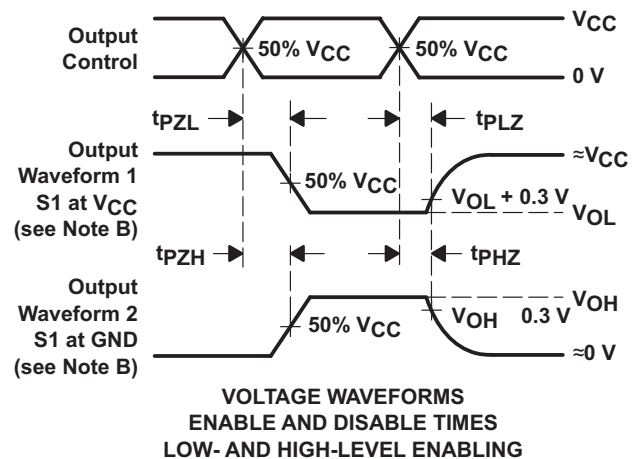 Output
Control
50% VCC
50% VCC
VCC
0 V
tPZL
tPLZ
Output
Waveform 1
S1 at VCC
(see Note B)
50% VCC
≈VCC
VOL + 0.3 V
VOL
tPZH
tPHZ
Output
Waveform 2
S1 at GND
(see Note B)
50% VCC
VOH
VOH 0.3 V
≈0 V
VOLTAGE WAVEFORMS
ENABLE AND DISABLE TIMES
LOW- AND HIGH-LEVEL ENABLING